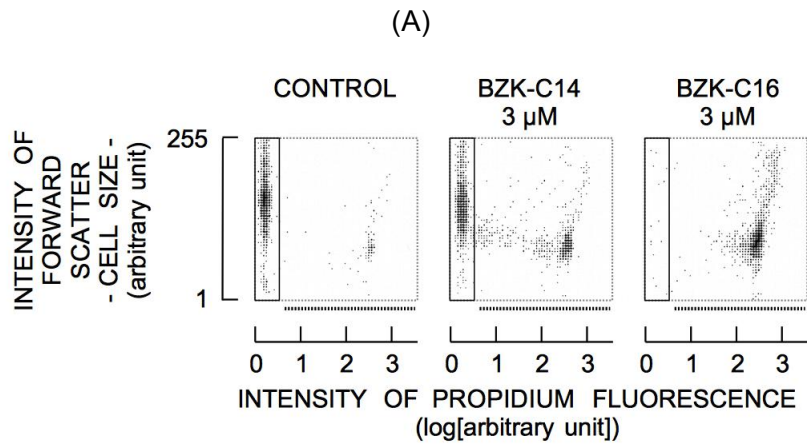 (A)
CONTROL
BZK-C14
3 µM
BZK-C16
3 µM
INTENSITY OF
FORWARD
SCATTER
- CELL SIZE -
(arbitrary unit)
255
1
0 1 2 3
0 1 2 3
0 1 2 3
INTENSITY OF PROPIDIUM FLUORESCENCE
(log[arbitrary unit])